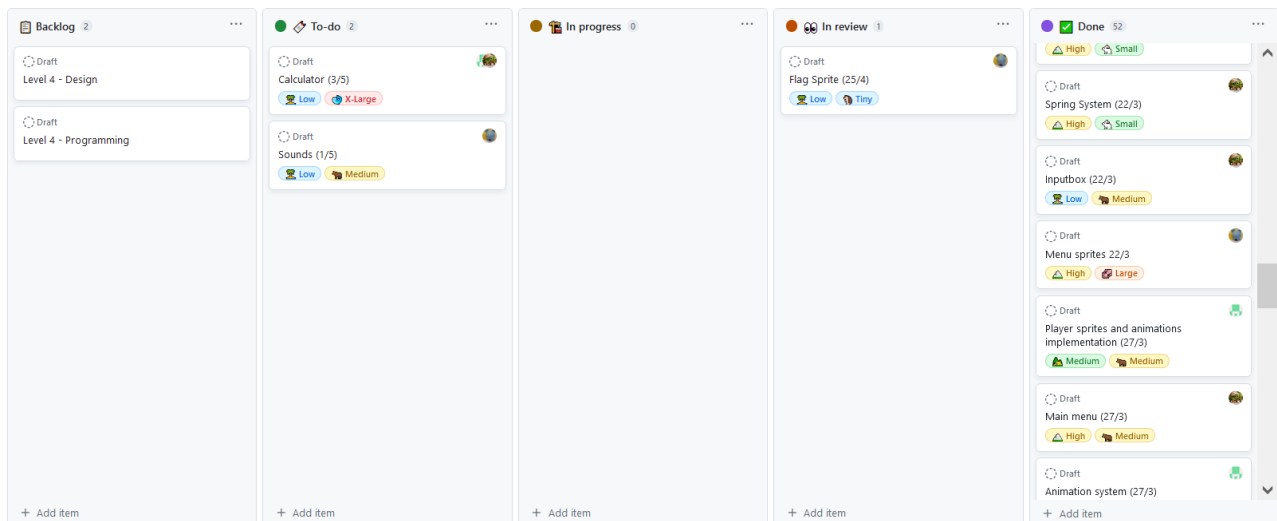 Backlog 2
Draft
Level 4 - Design
Draft
Level 4 - Programming
+ Add item
To-do 2
Draft
Calculator (3/5)
Low X-Large
Draft
Sounds (1/5)
Low Medium
+ Add item
In progress 0
+ Add item
In review 1
Draft
Flag Sprite (25/4)
Low Tiny
+ Add item
Done 52
High Small
Draft
Spring System (22/3)
High Small
Draft
Inputbox (22/3)
Low Medium
Draft
Menu sprites 22/3
High Large
Draft
Player sprites and animations
implementation (27/3)
Medium Medium
Draft
Main menu (27/3)
High Medium
Draft
Animation system (27/3)
+ Add item